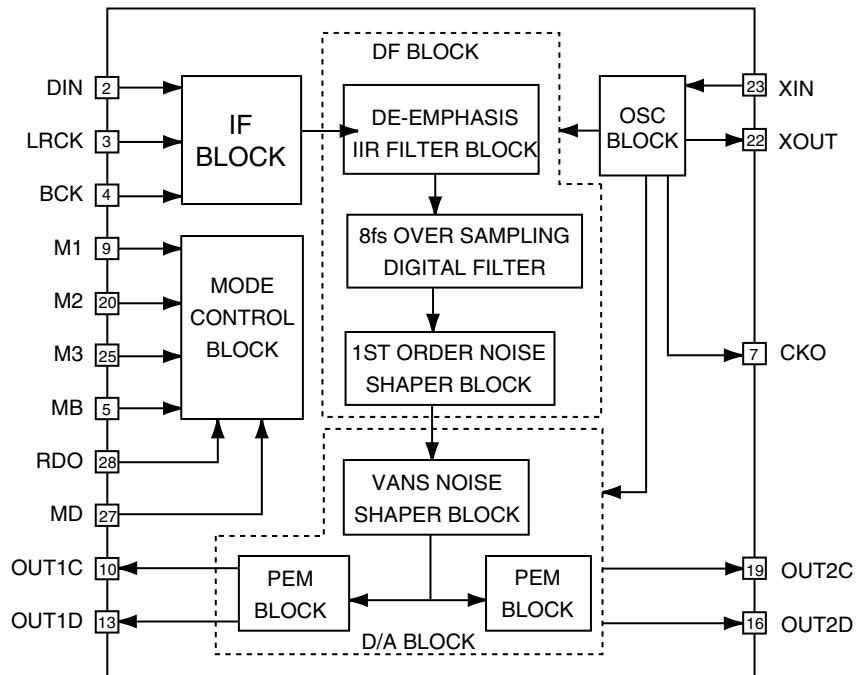 DF BLOCK
DIN 2
LRCK 3
BCK 4
M1 9
M2 20
M3 25
MB 5
RDO 28
MD 27
OUT1C 10
OUT1D 13
IF
BLOCK
MODE
CONTROL
BLOCK
DE-EMPHASIS
IIR FILTER BLOCK
8fs OVER SAMPLING
DIGITAL FILTER
1ST ORDER NOISE
SHAPER BLOCK
VANS NOISE
SHAPER BLOCK
PEM
BLOCK
PEM
BLOCK
D/A BLOCK
OSC
BLOCK
23 XIN
22 XOUT
7 CKO
19 OUT2C
16 OUT2D